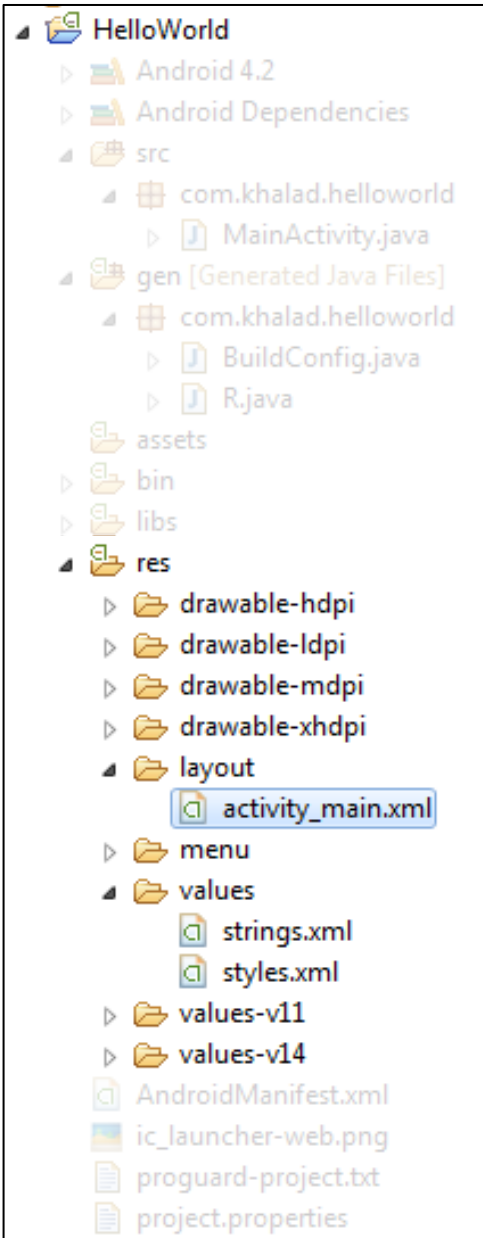 HelloWorld
Android 4.2
Android Dependencies
src
com.khalad.helloworld
MainActivity.java
gen [Generated Java Files]
com.khalad.helloworld
BuildConfig.java
R.java
assets
bin
libs
res
drawable-hdpi
drawable-ldpi
drawable-mdpi
drawable-xhdpi
layout
activity_main.xml
menu
values
strings.xml
styles.xml
values-v11
values-v14
AndroidManifest.xml
ic_launcher-web.png
proguard-project.txt
project.properties